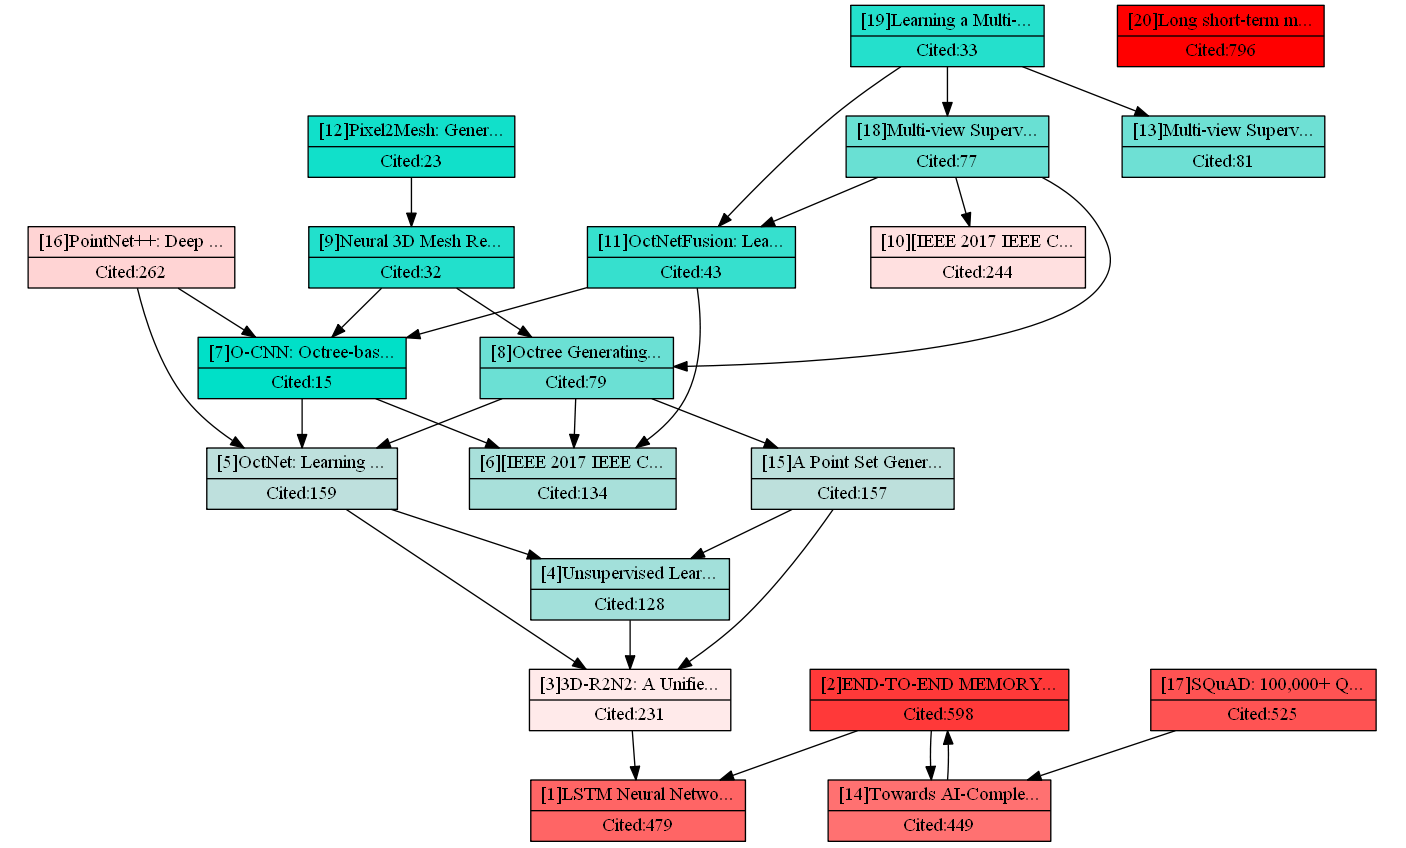 [19]Learning a Multi-...
Cited:33
[20]Long short-term m...
Cited:796
[12]Pixel2Mesh: Gener...
Cited:23
[18]Multi-view Superv...
Cited:77
[13]Multi-view Superv...
Cited:81
[16]PointNet++: Deep ...
Cited:262
[9]Neural 3D Mesh Re...
Cited:32
[11]OctNetFusion: Lea...
Cited:43
[10][IEEE 2017 IEEE C...
Cited:244
[7]O-CNN: Octree-bas...
Cited:15
[8]Octree Generating...
Cited:79
[5]OctNet: Learning ...
Cited:159
[6][IEEE 2017 IEEE C...
Cited:134
[15]A Point Set Gener...
Cited:157
[4]Unsupervised Lear...
Cited:128
[3]3D-R2N2: A Unifie...
Cited:231
[2]END-TO-END MEMORY...
Cited:598
[17]SQuAD: 100,000+ Q...
Cited:525
[1]LSTM Neural Netwo...
Cited:479
[14]Towards AI-Comple...
Cited:449